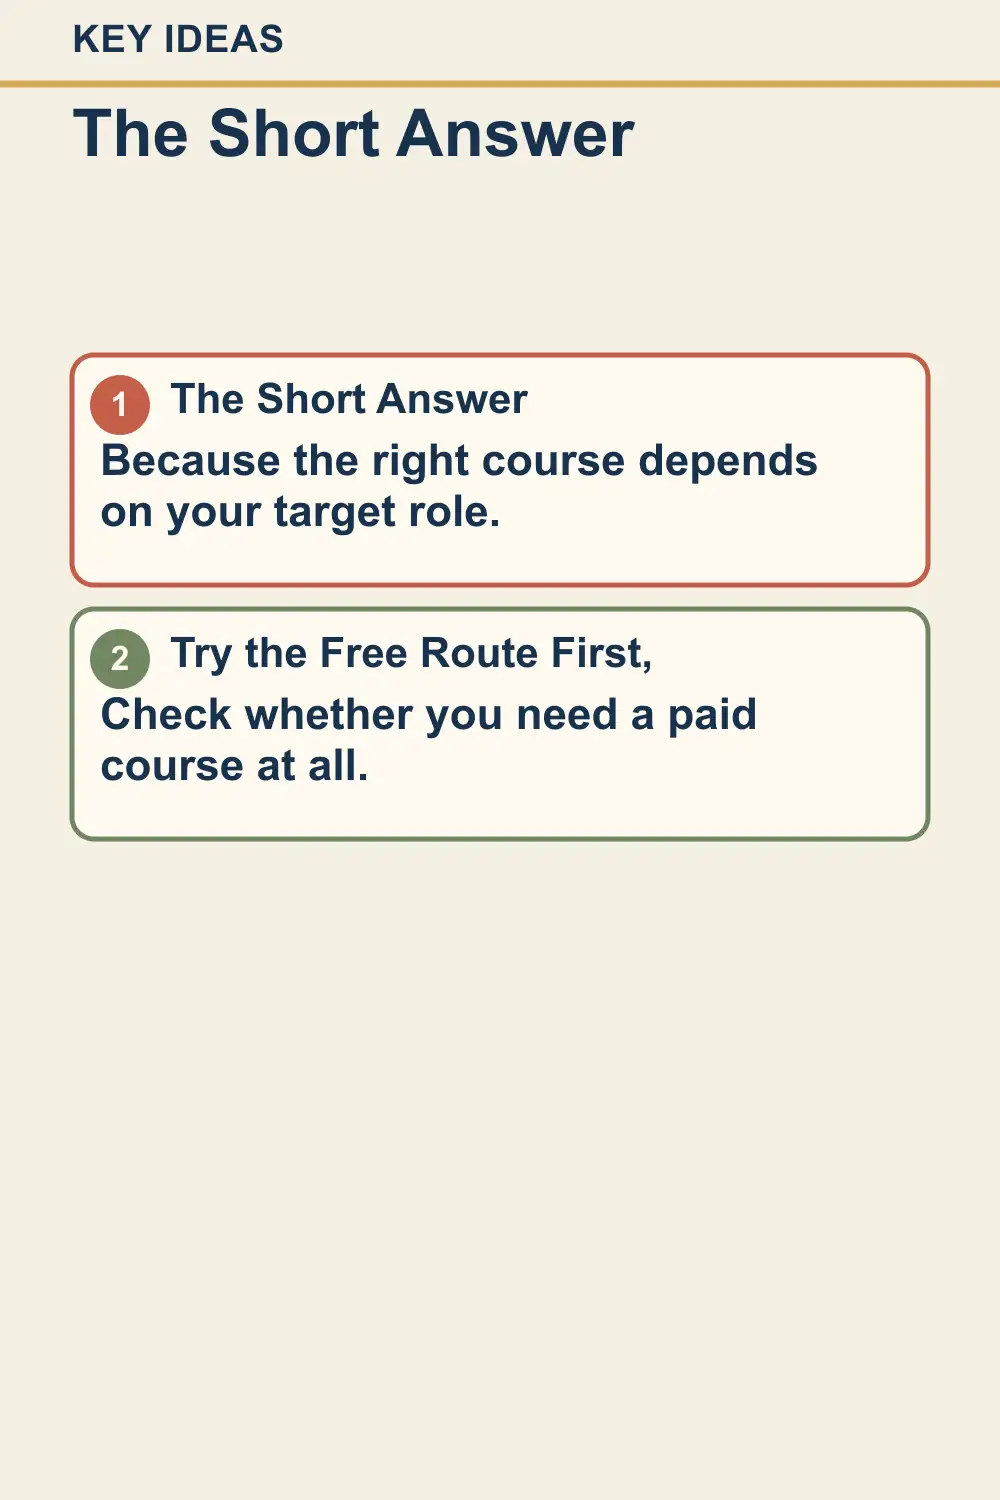 KEY IDEAS
The Short Answer
1 The Short Answer
Because the right course depends
on your target role.
2 Try the Free Route First,
Check whether you need a paid
course at all.